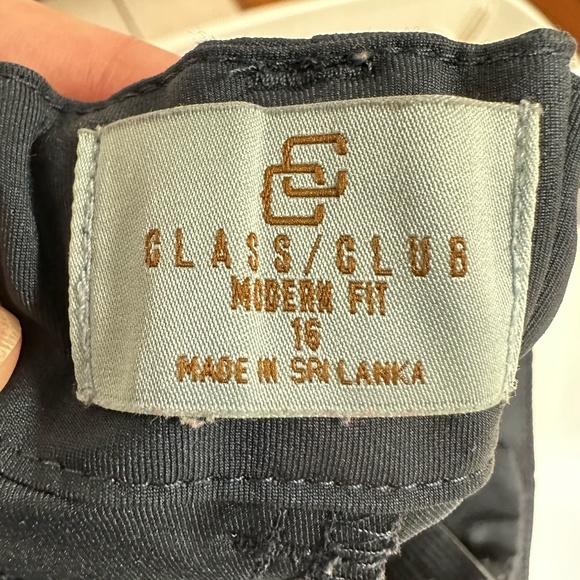 CLASS/CLUB
MODERN FIT
16
MADE IN SRI LANKA